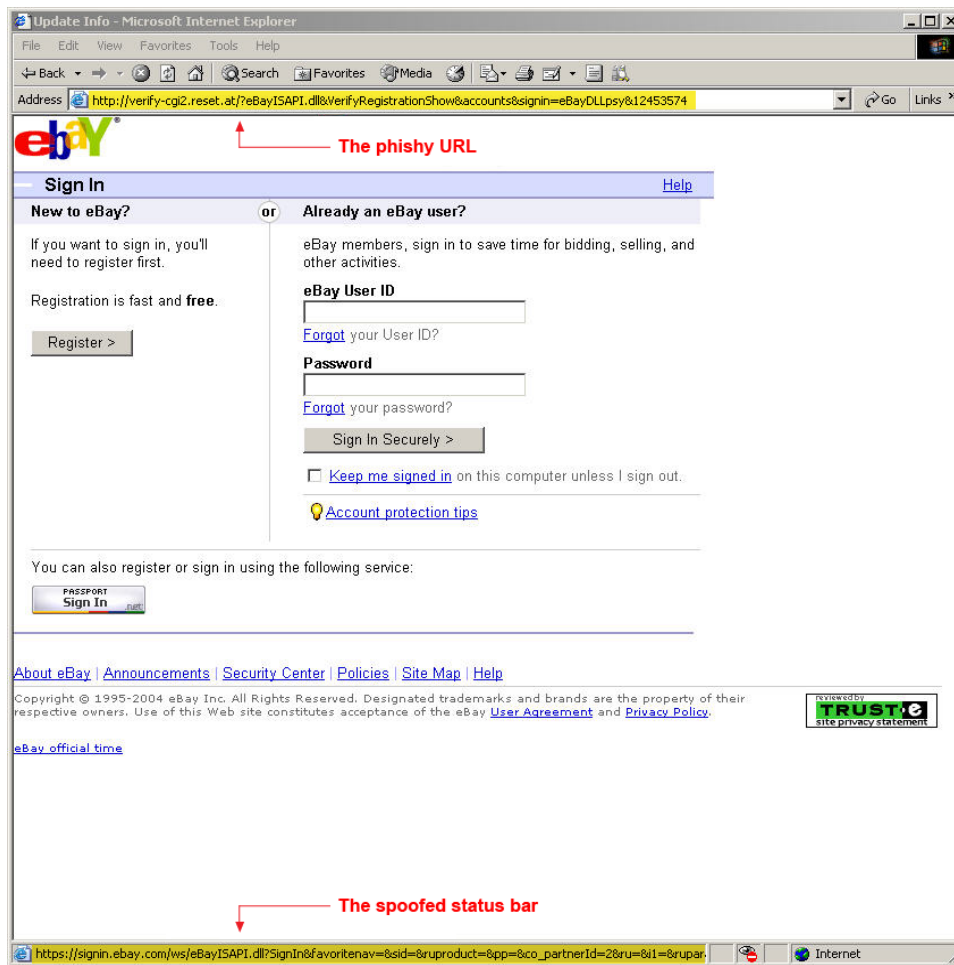 Update Info - Microsoft Internet Explorer
File Edit View Favorites Tools Help
Back Search Favorites Media
Address http://verify-cgi2.reset.at/?eBayISAPI.dll&VerifyRegistrationShow&accounts&signin=eBayDLLpsy&12453574 Go Links »
ebaY®
The phishy URL
Sign In Help
New to eBay? or Already an eBay user?
If you want to sign in, you'll
need to register first.
Registration is fast and free.
Register >
eBay members, sign in to save time for bidding, selling, and
other activities.
eBay User ID
Forgot your User ID?
Password
Forgot your password?
Sign In Securely >
Keep me signed in on this computer unless I sign out.
Account protection tips
You can also register or sign in using the following service:
PASSPORT
Sign In .net
About eBay | Announcements | Security Center | Policies | Site Map | Help
Copyright © 1995-2004 eBay Inc. All Rights Reserved. Designated trademarks and brands are the property of their
respective owners. Use of this Web site constitutes acceptance of the eBay User Agreement and Privacy Policy.
reviewed by
TRUST·e
site privacy statement
eBay official time
The spoofed status bar
https://signin.ebay.com/ws/eBayISAPI.dll?SignIn&favoritenav=&sid=&ruproduct=&pp=&co_partnerId=2&ru=&i1=&rupar Internet